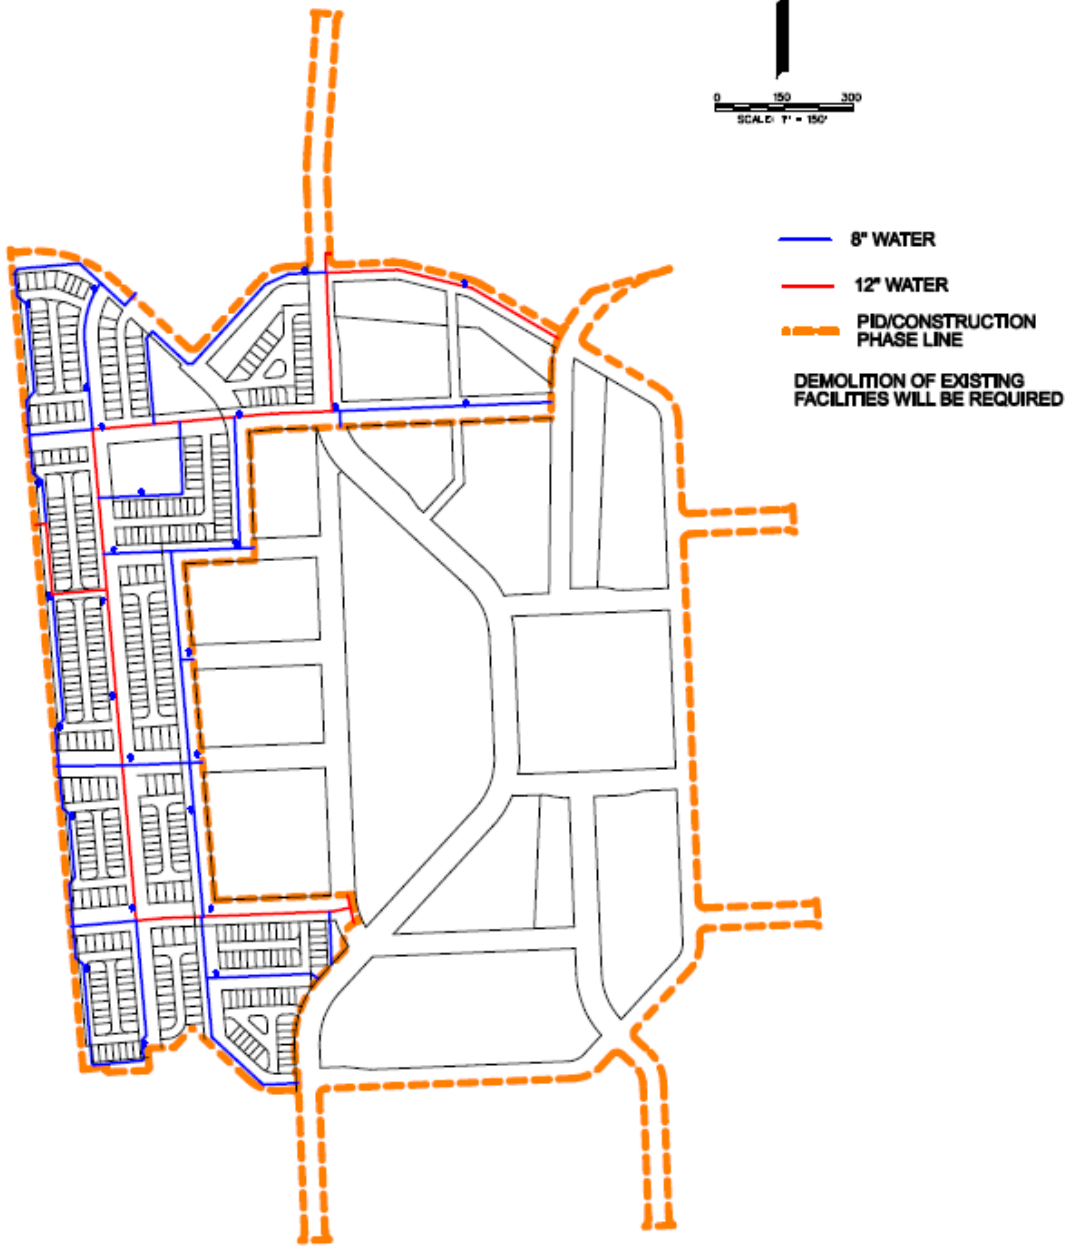 0 150 300
SCALE: 1" = 150'
8" WATER
12" WATER
PID/CONSTRUCTION
PHASE LINE
DEMOLITION OF EXISTING
FACILITIES WILL BE REQUIRED